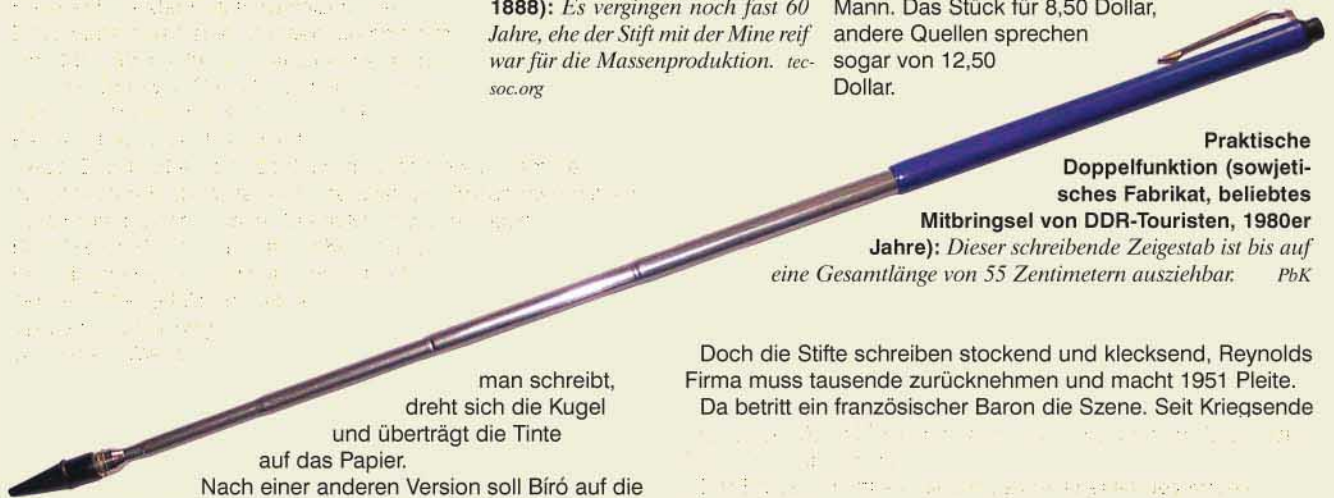 1888): Es vergingen noch fast 60
Jahre, ehe der Stift mit der Mine reif
war für die Massenproduktion. tec-
soc.org
man schreibt,
dreht sich die Kugel
und überträgt die Tinte
auf das Papier.
Nach einer anderen Version soll Bíró auf die
Mann. Das Stück für 8,50 Dollar,
andere Quellen sprechen
sogar von 12,50
Dollar.
Praktische
Doppelfunktion (sowjeti-
sches Fabrikat, beliebtes
Mitbringsel von DDR-Touristen, 1980er
Jahre): Dieser schreibende Zeigestab ist bis auf
eine Gesamtlänge von 55 Zentimetern ausziehbar. PbK
Doch die Stifte schreiben stockend und klecksend, Reynolds
Firma muss tausende zurücknehmen und macht 1951 Pleite.
Da betritt ein französischer Baron die Szene. Seit Kriegsende